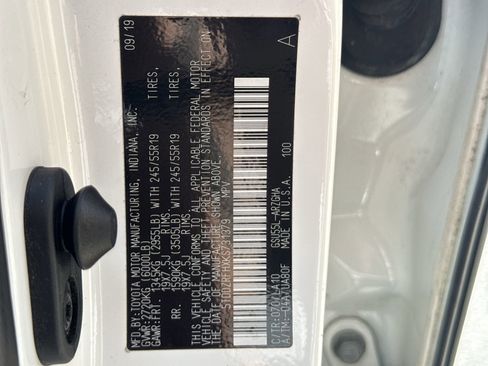 MFD. BY: TOYOTA MOTOR MANUFACTURING, INDIANA, INC. 09/19
GVWR: 2720KG (6000LB)
GAWR: FRT. 1345KG (2955LB) WITH 245/55R19 TIRES,
19X7.5J RIMS,
RR. 1590KG (3505LB) WITH 245/55R19 TIRES,
19X7.5J RIMS,
THIS VEHICLE CONFORMS TO ALL APPLICABLE FEDERAL MOTOR
VEHICLE SAFETY AND THEFT PREVENTION STANDARDS IN EFFECT ON
THE DATE OF MANUFACTURE SHOWN ABOVE.
MPV
C/TR: 070/LA10 GSU55L-ARZGHA A
A/TM: MADE IN U.S.A. 100